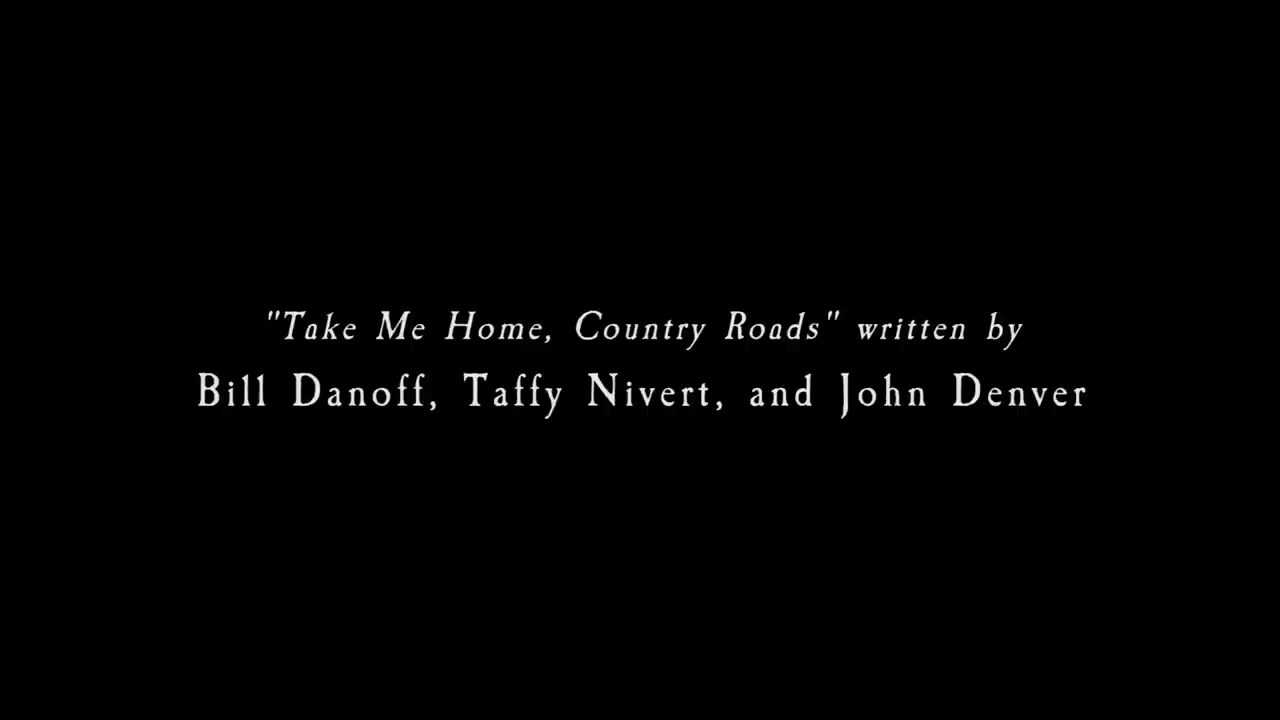 "Take Me Home, Country Roads" written by
Bill Danoff, Taffy Nivert, and John Denver